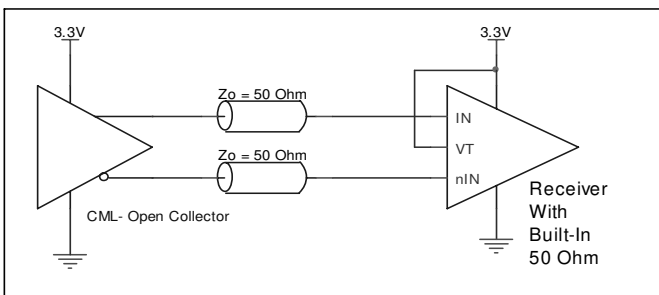 3.3V
3.3V
Zo = 50 Ohm
IN
VT
Zo = 50 Ohm
nIN
CML- Open Collector
Receiver
With
Built-In
50 Ohm